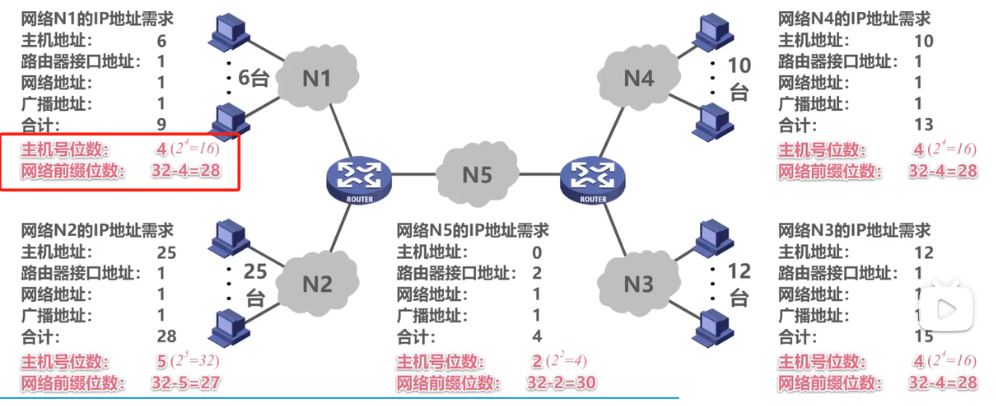 网络N1的IP地址需求
主机地址： 6
路由器接口地址： 1
网络地址： 1
广播地址： 1
合计： 9
主机号位数： 4 (2^4=16)
网络前缀位数： 32-4=28
6台
N1
N4
10
台
网络N4的IP地址需求
主机地址： 10
路由器接口地址： 1
网络地址： 1
广播地址： 1
合计： 13
主机号位数： 4 (2^4=16)
网络前缀位数： 32-4=28
ROUTER
N5
ROUTER
网络N2的IP地址需求
主机地址： 25
路由器接口地址： 1
网络地址： 1
广播地址： 1
合计： 28
主机号位数： 5 (2^5=32)
网络前缀位数： 32-5=27
25
台
N2
网络N5的IP地址需求
主机地址： 0
路由器接口地址： 2
网络地址： 1
广播地址： 1
合计： 4
主机号位数： 2 (2^2=4)
网络前缀位数： 32-2=30
N3
12
台
网络N3的IP地址需求
主机地址： 12
路由器接口地址： 1
网络地址：
广播地址：
合计： 15
主机号位数： 4 (2^4=16)
网络前缀位数： 32-4=28